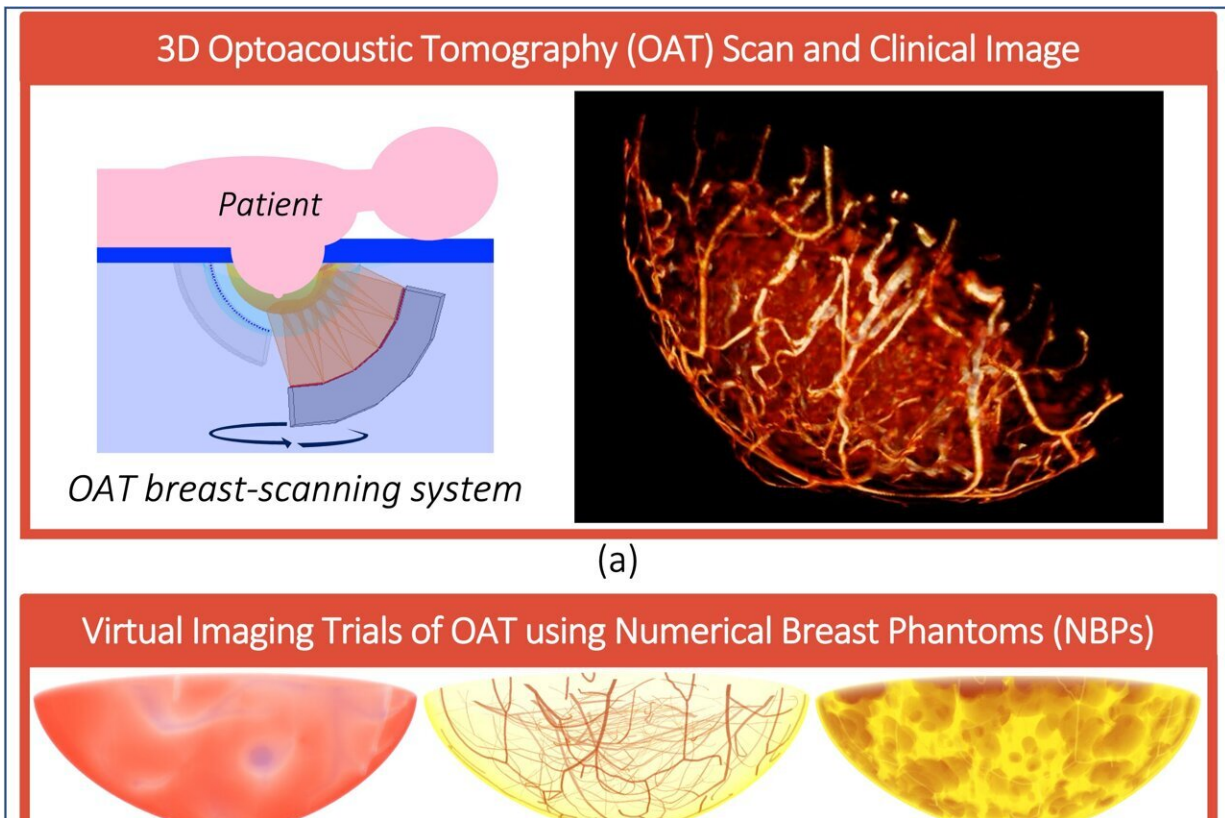 3D Optoacoustic Tomography (OAT) Scan and Clinical Image
Patient
OAT breast-scanning system
(a)
Virtual Imaging Trials of OAT using Numerical Breast Phantoms (NBPs)